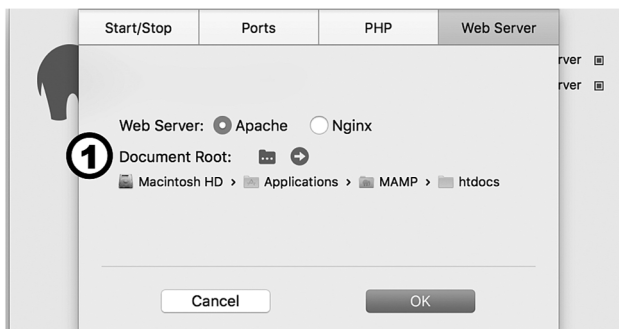 Start/Stop Ports PHP Web Server
rver
rver
Web Server: Apache Nginx
1 Document Root:
Macintosh HD › Applications › MAMP › htdocs
Cancel OK